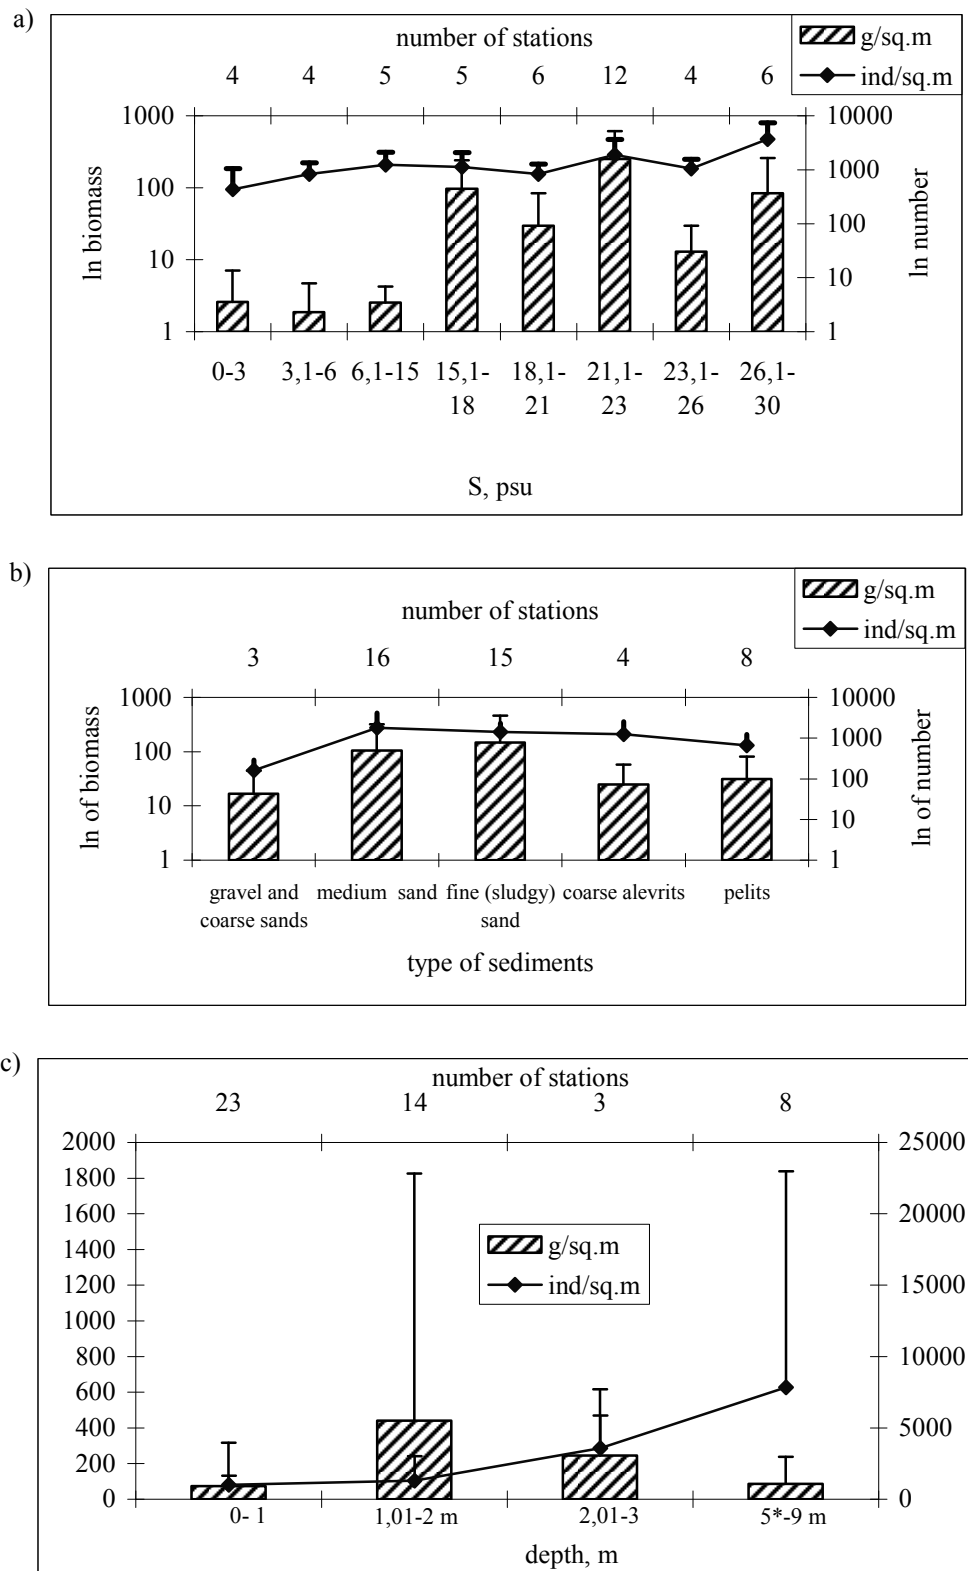 a)
number of stations
g/sq.m
ind/sq.m
4 4 5 5 6 12 4 6
1000 10000
100 1000
10 100
1 10
1
ln biomass
ln number
0-3 3,1-6 6,1-15 15,1- 18,1- 21,1- 23,1- 26,1-
18 21 23 26 30
S, psu
b)
number of stations
g/sq.m
ind/sq.m
3 16 15 4 8
1000 10000
100 1000
10 100
1 10
1
ln of biomass
ln of number
gravel and medium sand fine (sludgy) coarse alevrits pelits
coarse sands sand
type of sediments
c)
number of stations
23 14 3 8
2000 25000
1800
1600 20000
1400
1200 15000
1000
800 10000
600
400 5000
200
0 0
g/sq.m
ind/sq.m
0- 1 1,01-2 m 2,01-3 5*-9 m
depth, m